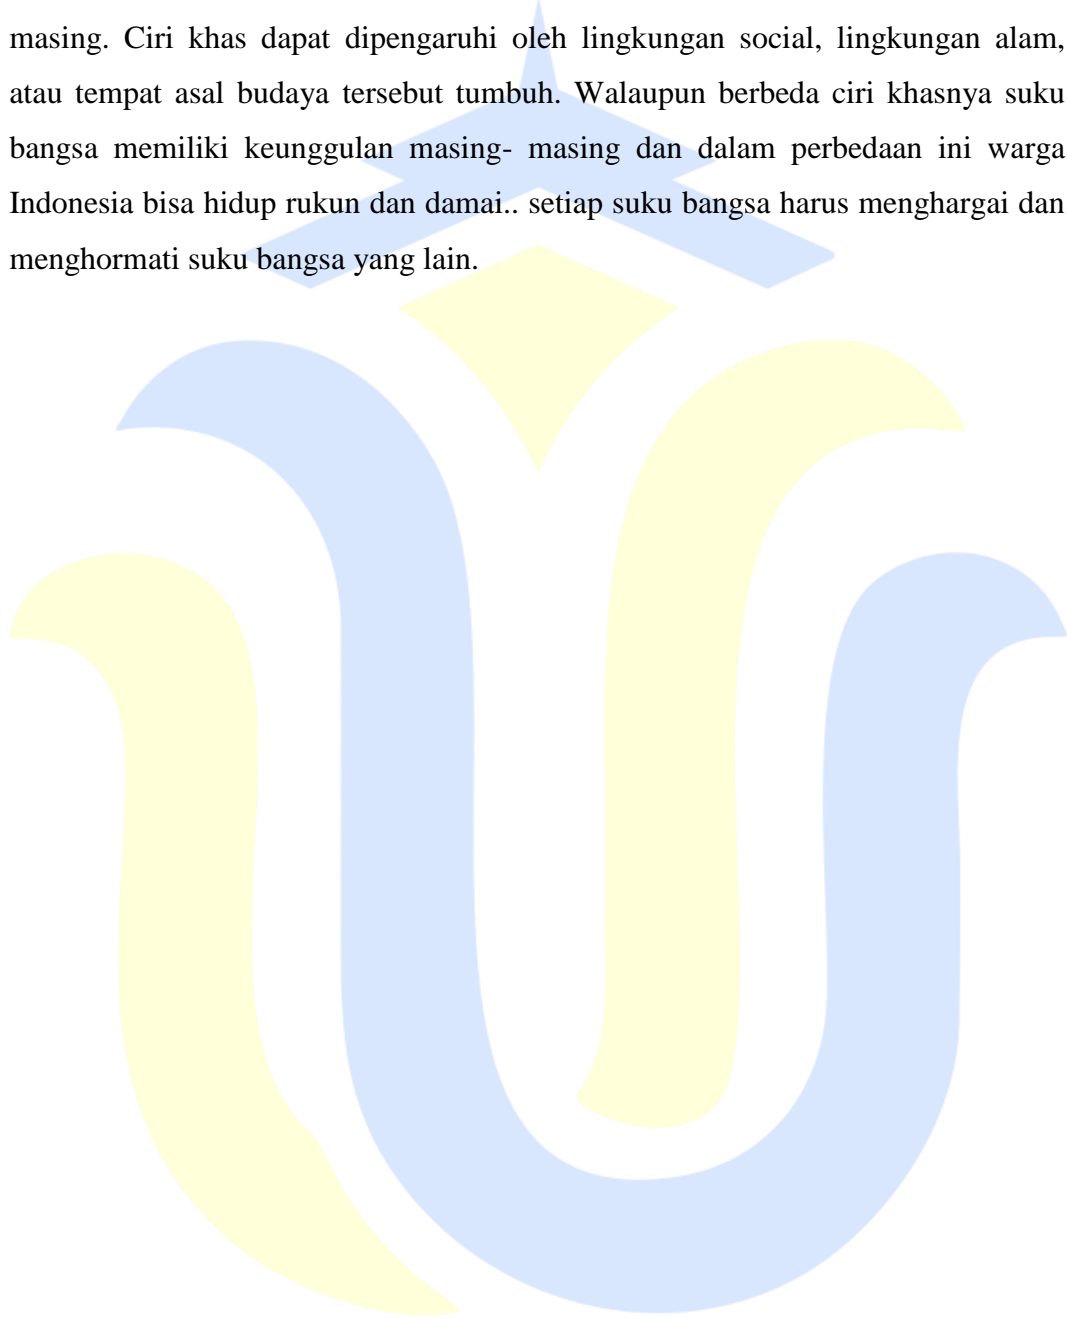 masing. Ciri khas dapat dipengaruhi oleh lingkungan social, lingkungan alam,
atau tempat asal budaya tersebut tumbuh. Walaupun berbeda ciri khasnya suku
bangsa memiliki keunggulan masing- masing dan dalam perbedaan ini warga
Indonesia bisa hidup rukun dan damai.. setiap suku bangsa harus menghargai dan
menghormati suku bangsa yang lain.